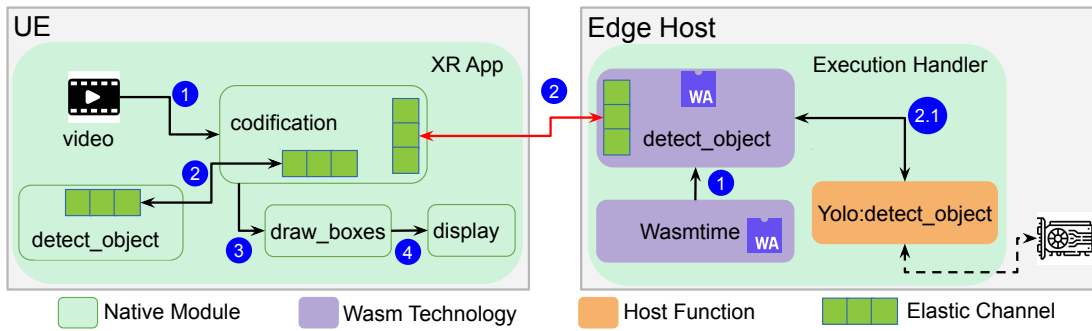 UE
XR App
1
video
codification
2
detect_object
3
draw_boxes
4
display
2
Edge Host
Execution Handler
WA
detect_object
2.1
1
Wasmtime
WA
Yolo:detect_object
Native Module
Wasm Technology
Host Function
Elastic Channel